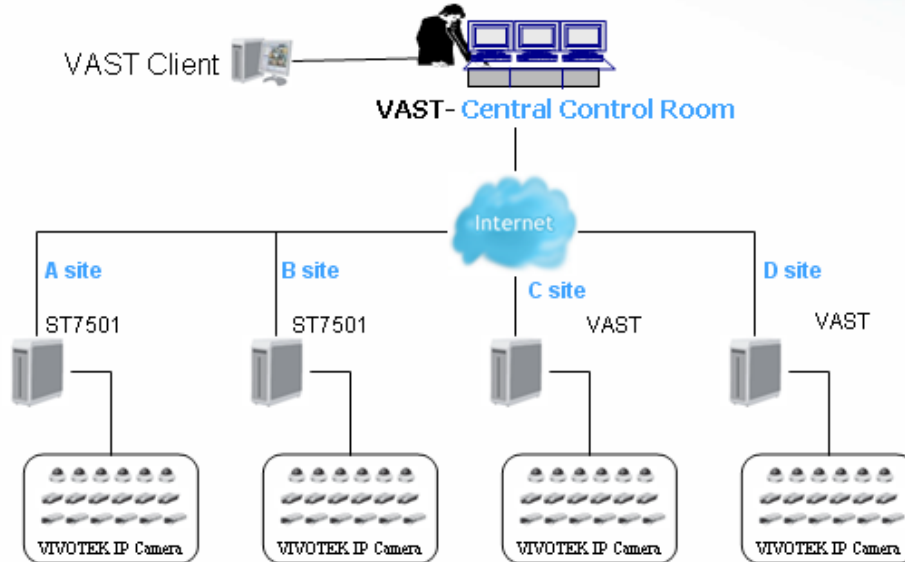 VAST Client
VAST- Central Control Room
Internet
A site
B site
C site
D site
ST7501
ST7501
VAST
VAST
VIVOTEK IP Camera
VIVOTEK IP Camera
VIVOTEK IP Camera
VIVOTEK IP Camera